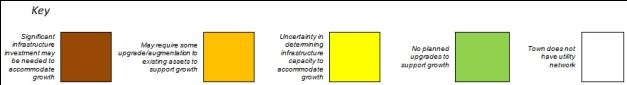 Key
Significant
infrastructure
investment may
be needed to
accommodate
growth
May require some
upgrade/augmentation to
existing assets to
support growth
Uncertainty in
determining
infrastructure
capacity to
accommodate
growth
No planned
upgrades to
support growth
Town does not
have utility
network